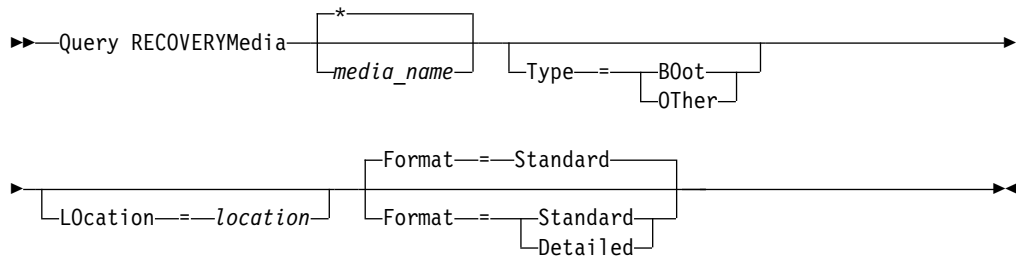 *
Query RECOVERYMedia
media_name
Type = BOot
OTher
Format = Standard
LOcation = location
Format = Standard
Detailed